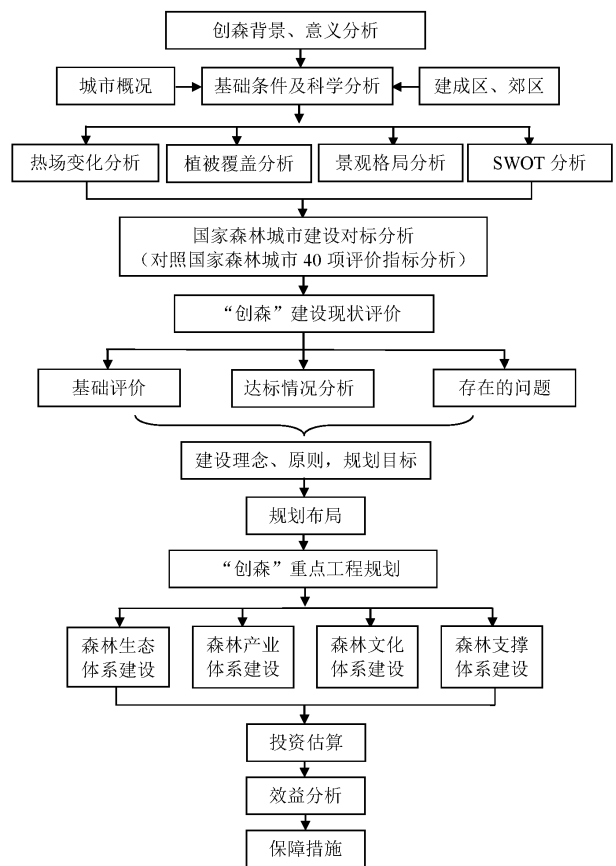 创森背景、意义分析
城市概况
基础条件及科学分析
建成区、郊区
热场变化分析
植被覆盖分析
景观格局分析
SWOT 分析
国家森林城市建设对标分析
（对照国家森林城市 40 项评价指标分析）
“创森”建设现状评价
基础评价
达标情况分析
存在的问题
建设理念、原则，规划目标
规划布局
“创森”重点工程规划
森林生态
体系建设
森林产业
体系建设
森林文化
体系建设
森林支撑
体系建设
投资估算
效益分析
保障措施